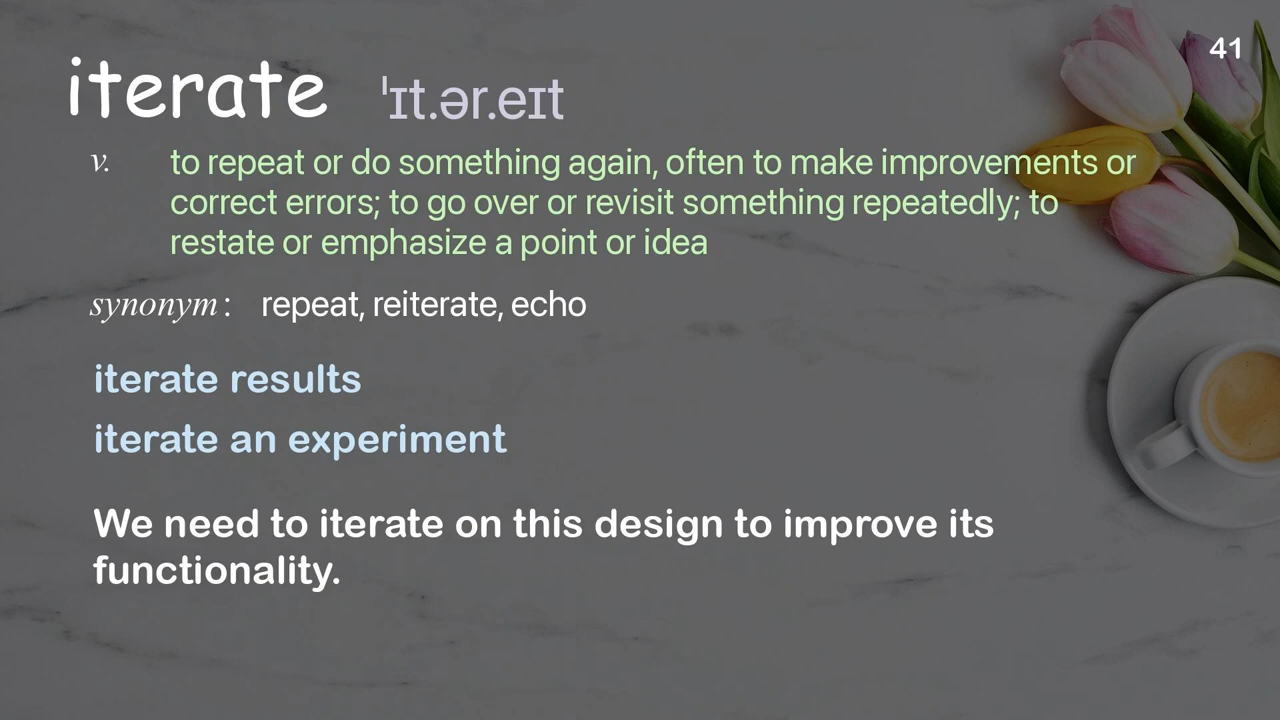 41
iterate ˈɪt.ər.eɪt
v. to repeat or do something again, often to make improvements or
correct errors; to go over or revisit something repeatedly; to
restate or emphasize a point or idea
synonym: repeat, reiterate, echo
iterate results
iterate an experiment
We need to iterate on this design to improve its
functionality.